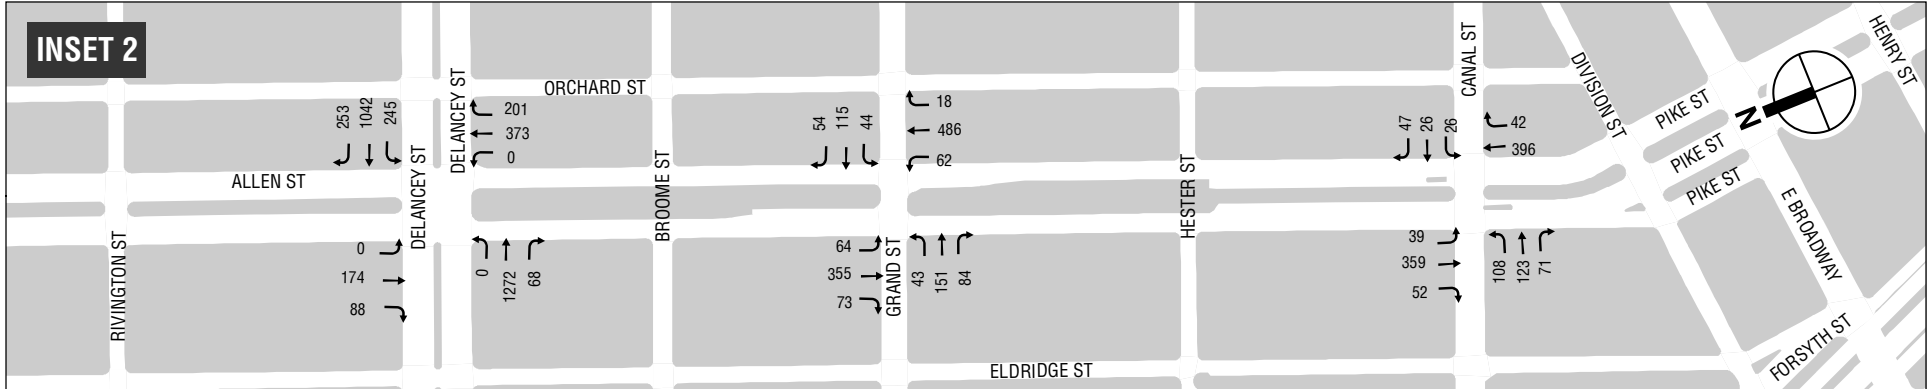 INSET 2
ORCHARD ST
HENRY ST
CANAL ST
DIVISION ST
PIKE ST
PIKE ST
PIKE ST
N
DELANCEY ST
DELANCEY ST
253
1042
245
201
373
0
54
115
44
18
486
62
47
26
26
42
396
ALLEN ST
BROOME ST
HESTER ST
E BROADWAY
RIVINGTON ST
GRAND ST
0
174
88
0
1272
68
64
355
73
43
151
84
39
359
52
108
123
71
ELDRIDGE ST
FORSYTH ST